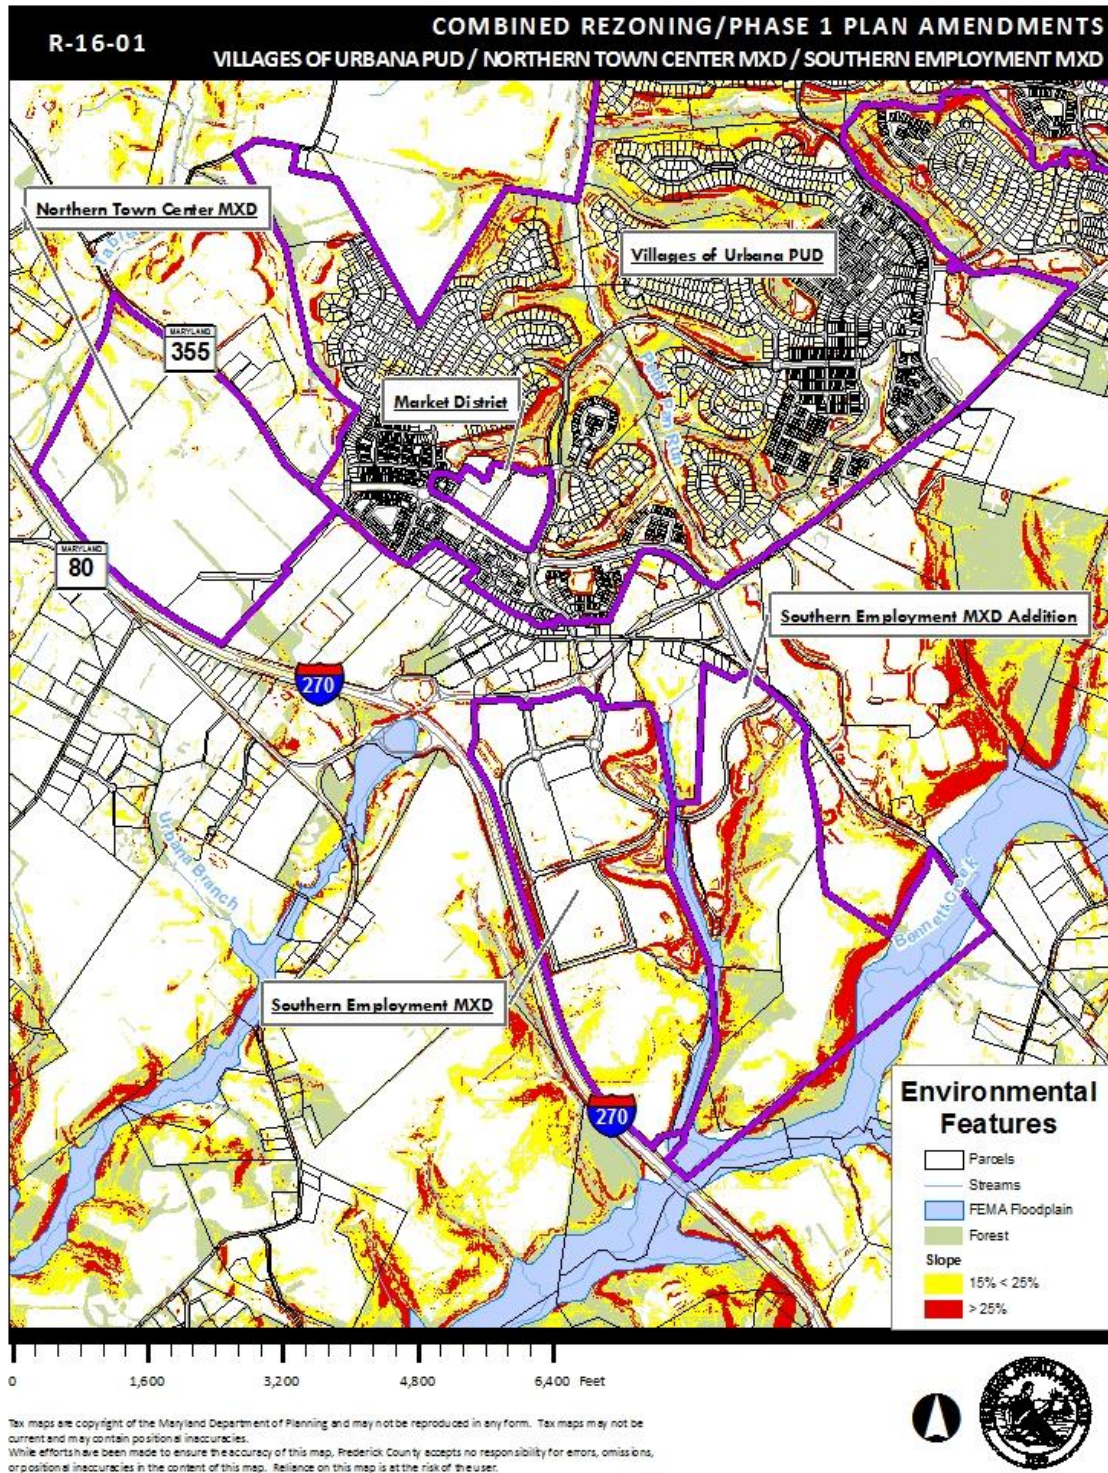 R-16-01
COMBINED REZONING/PHASE 1 PLAN AMENDMENTS
VILLAGES OF URBANA PUD / NORTHERN TOWN CENTER MXD / SOUTHERN EMPLOYMENT MXD
Northern Town Center MXD
Villages of Urbana PUD
MARYLAND
355
Market District
Peter Pan Run
MARYLAND
80
Southern Employment MXD Addition
270
Urbana Branch
Bennett Creek
Southern Employment MXD
270
Environmental
Features
Parcels
Streams
FEMA Floodplain
Forest
Slope
15% < 25%
> 25%
0 1,600 3,200 4,800 6,400 Feet
Tax maps are copyright of the Maryland Department of Planning and may not be reproduced in any form. Tax maps may not be
current and may contain positional inaccuracies.
While efforts have been made to ensure the accuracy of this map, Frederick County accepts no responsibility for errors, omissions,
or positional inaccuracies in the content of this map. Reliance on this map is at the risk of the user.